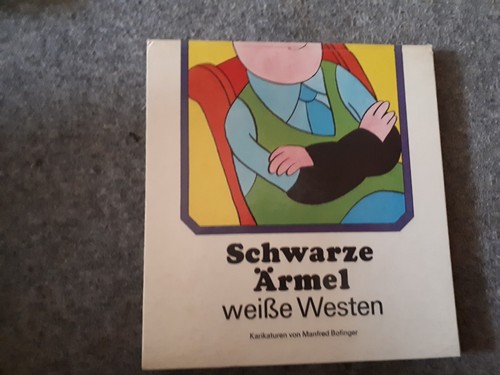 Schwarze
Ärmel
weiße Westen
Karikaturen von Manfred Bofinger